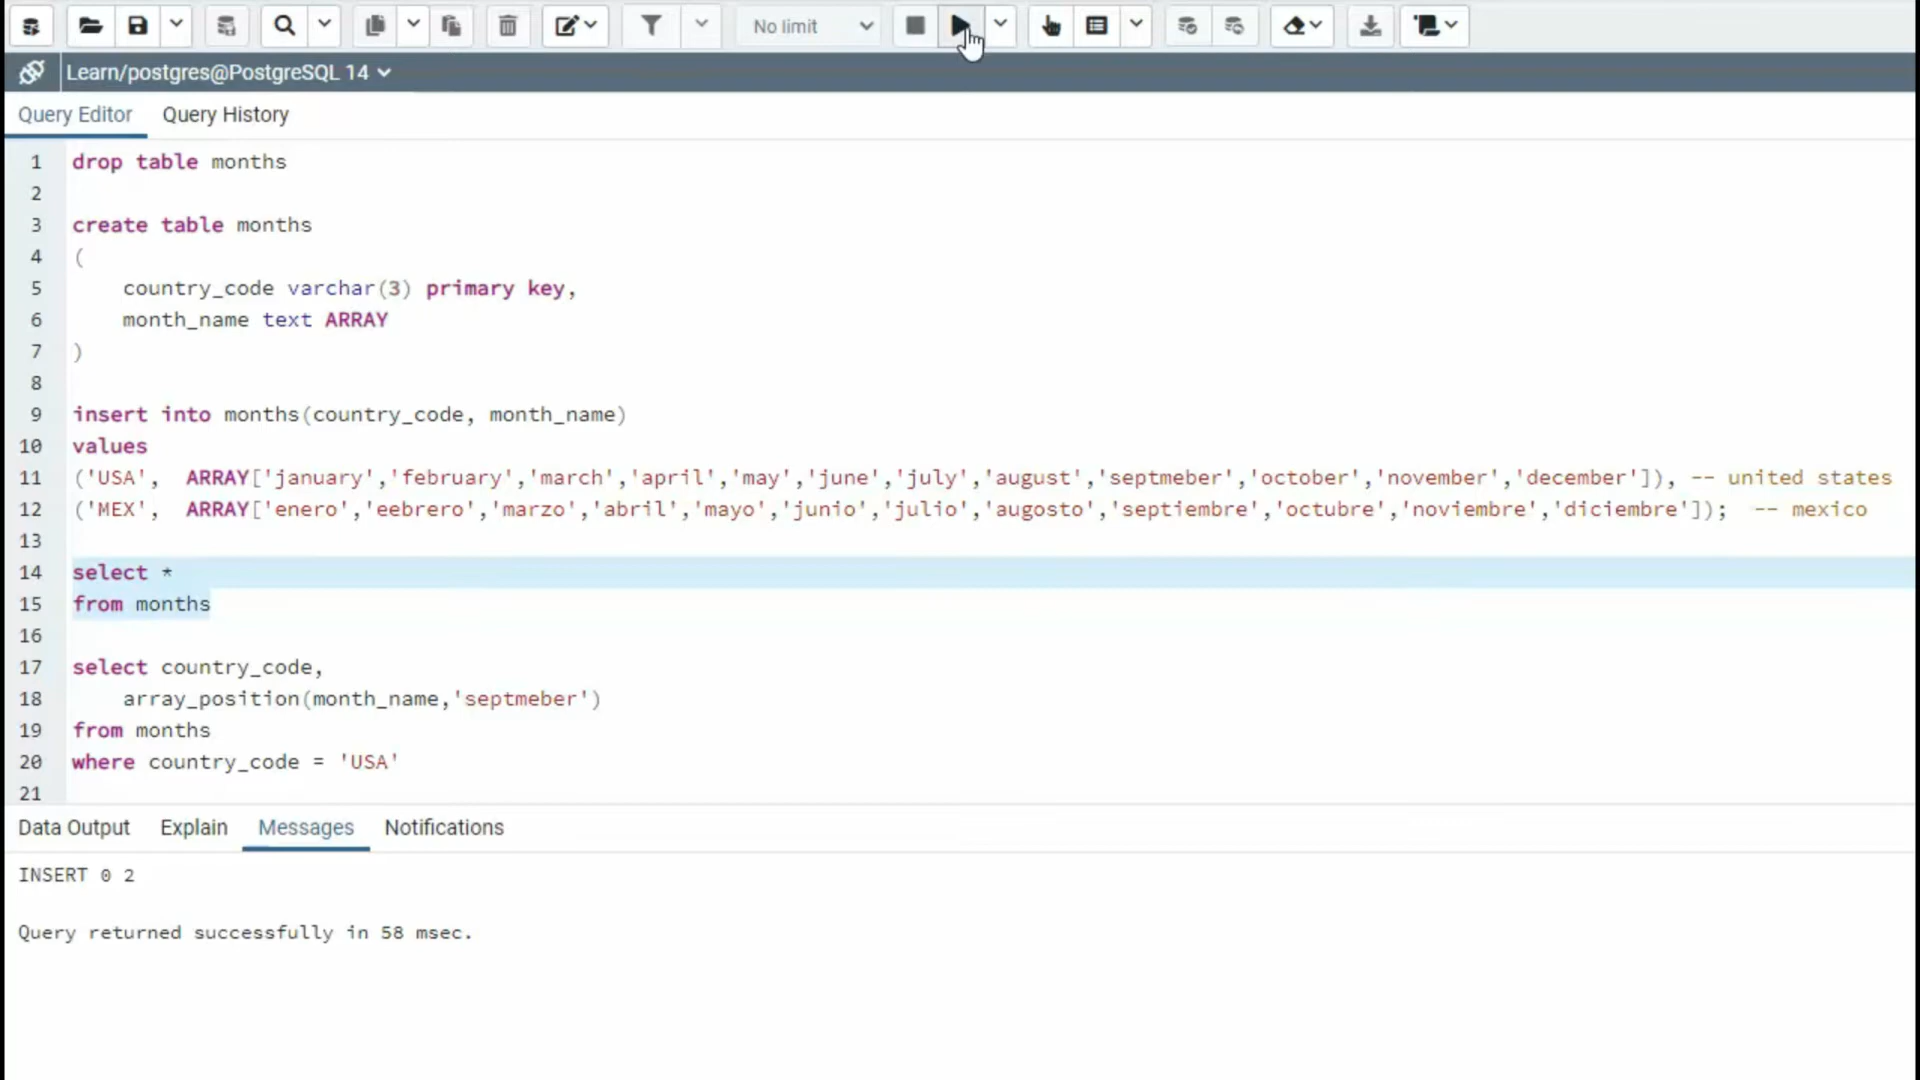 No limit
Learn/postgres@PostgreSQL 14
Query Editor Query History
1 drop table months
2
3 create table months
4 (
5 country_code varchar(3) primary key,
6 month_name text ARRAY
7 )
8
9 insert into months(country_code, month_name)
10 values
11 ('USA', ARRAY['january','february','march','april','may','june','july','august','septmeber','october','november','december']), -- united states
12 ('MEX', ARRAY['enero','eebrero','marzo','abril','mayo','junio','julio','augosto','septiembre','octubre','noviembre','diciembre']); -- mexico
13
14 select *
15 from months
16
17 select country_code,
18 array_position(month_name,'septmeber')
19 from months
20 where country_code = 'USA'
21
Data Output Explain Messages Notifications
INSERT 0 2
Query returned successfully in 58 msec.